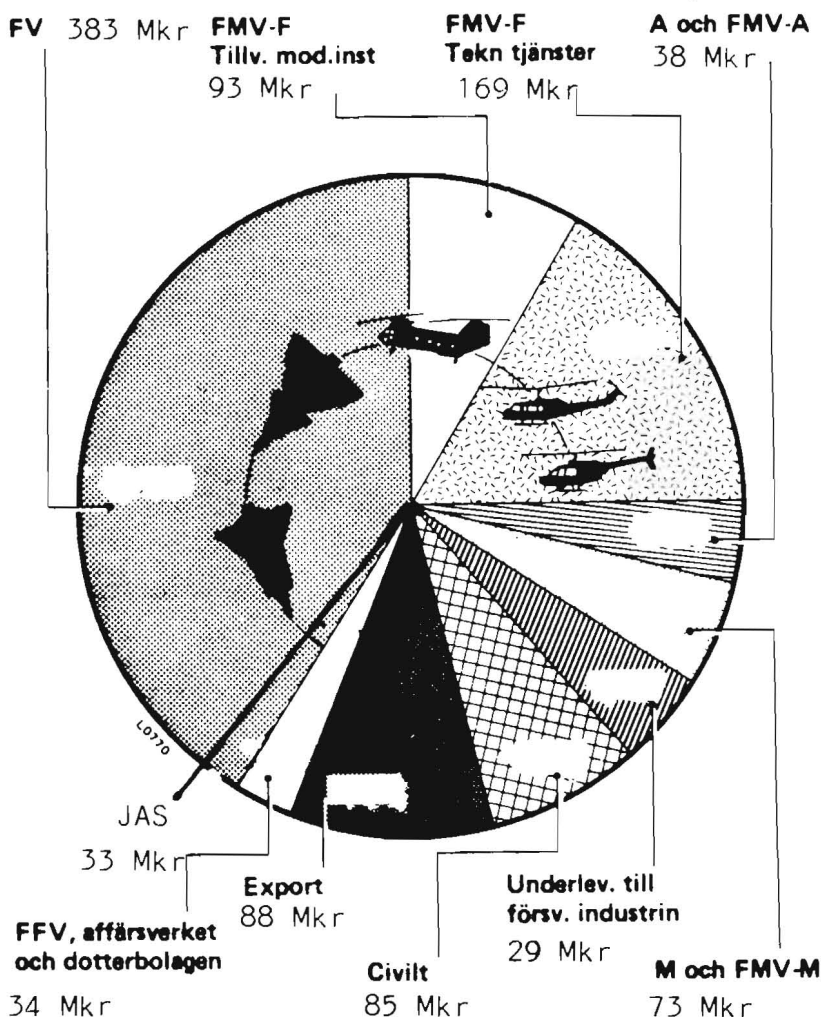 FV 383 Mkr
FMV-F
Tillv. mod.inst
93 Mkr
FMV-F
Tekn tjänster
169 Mkr
A och FMV-A
38 Mkr
L0770
JAS
33 Mkr
FFV, affärsverket
och dotterbolagen
34 Mkr
Export
88 Mkr
Civilt
85 Mkr
Underlev. till
försv. industrin
29 Mkr
M och FMV-M
73 Mkr